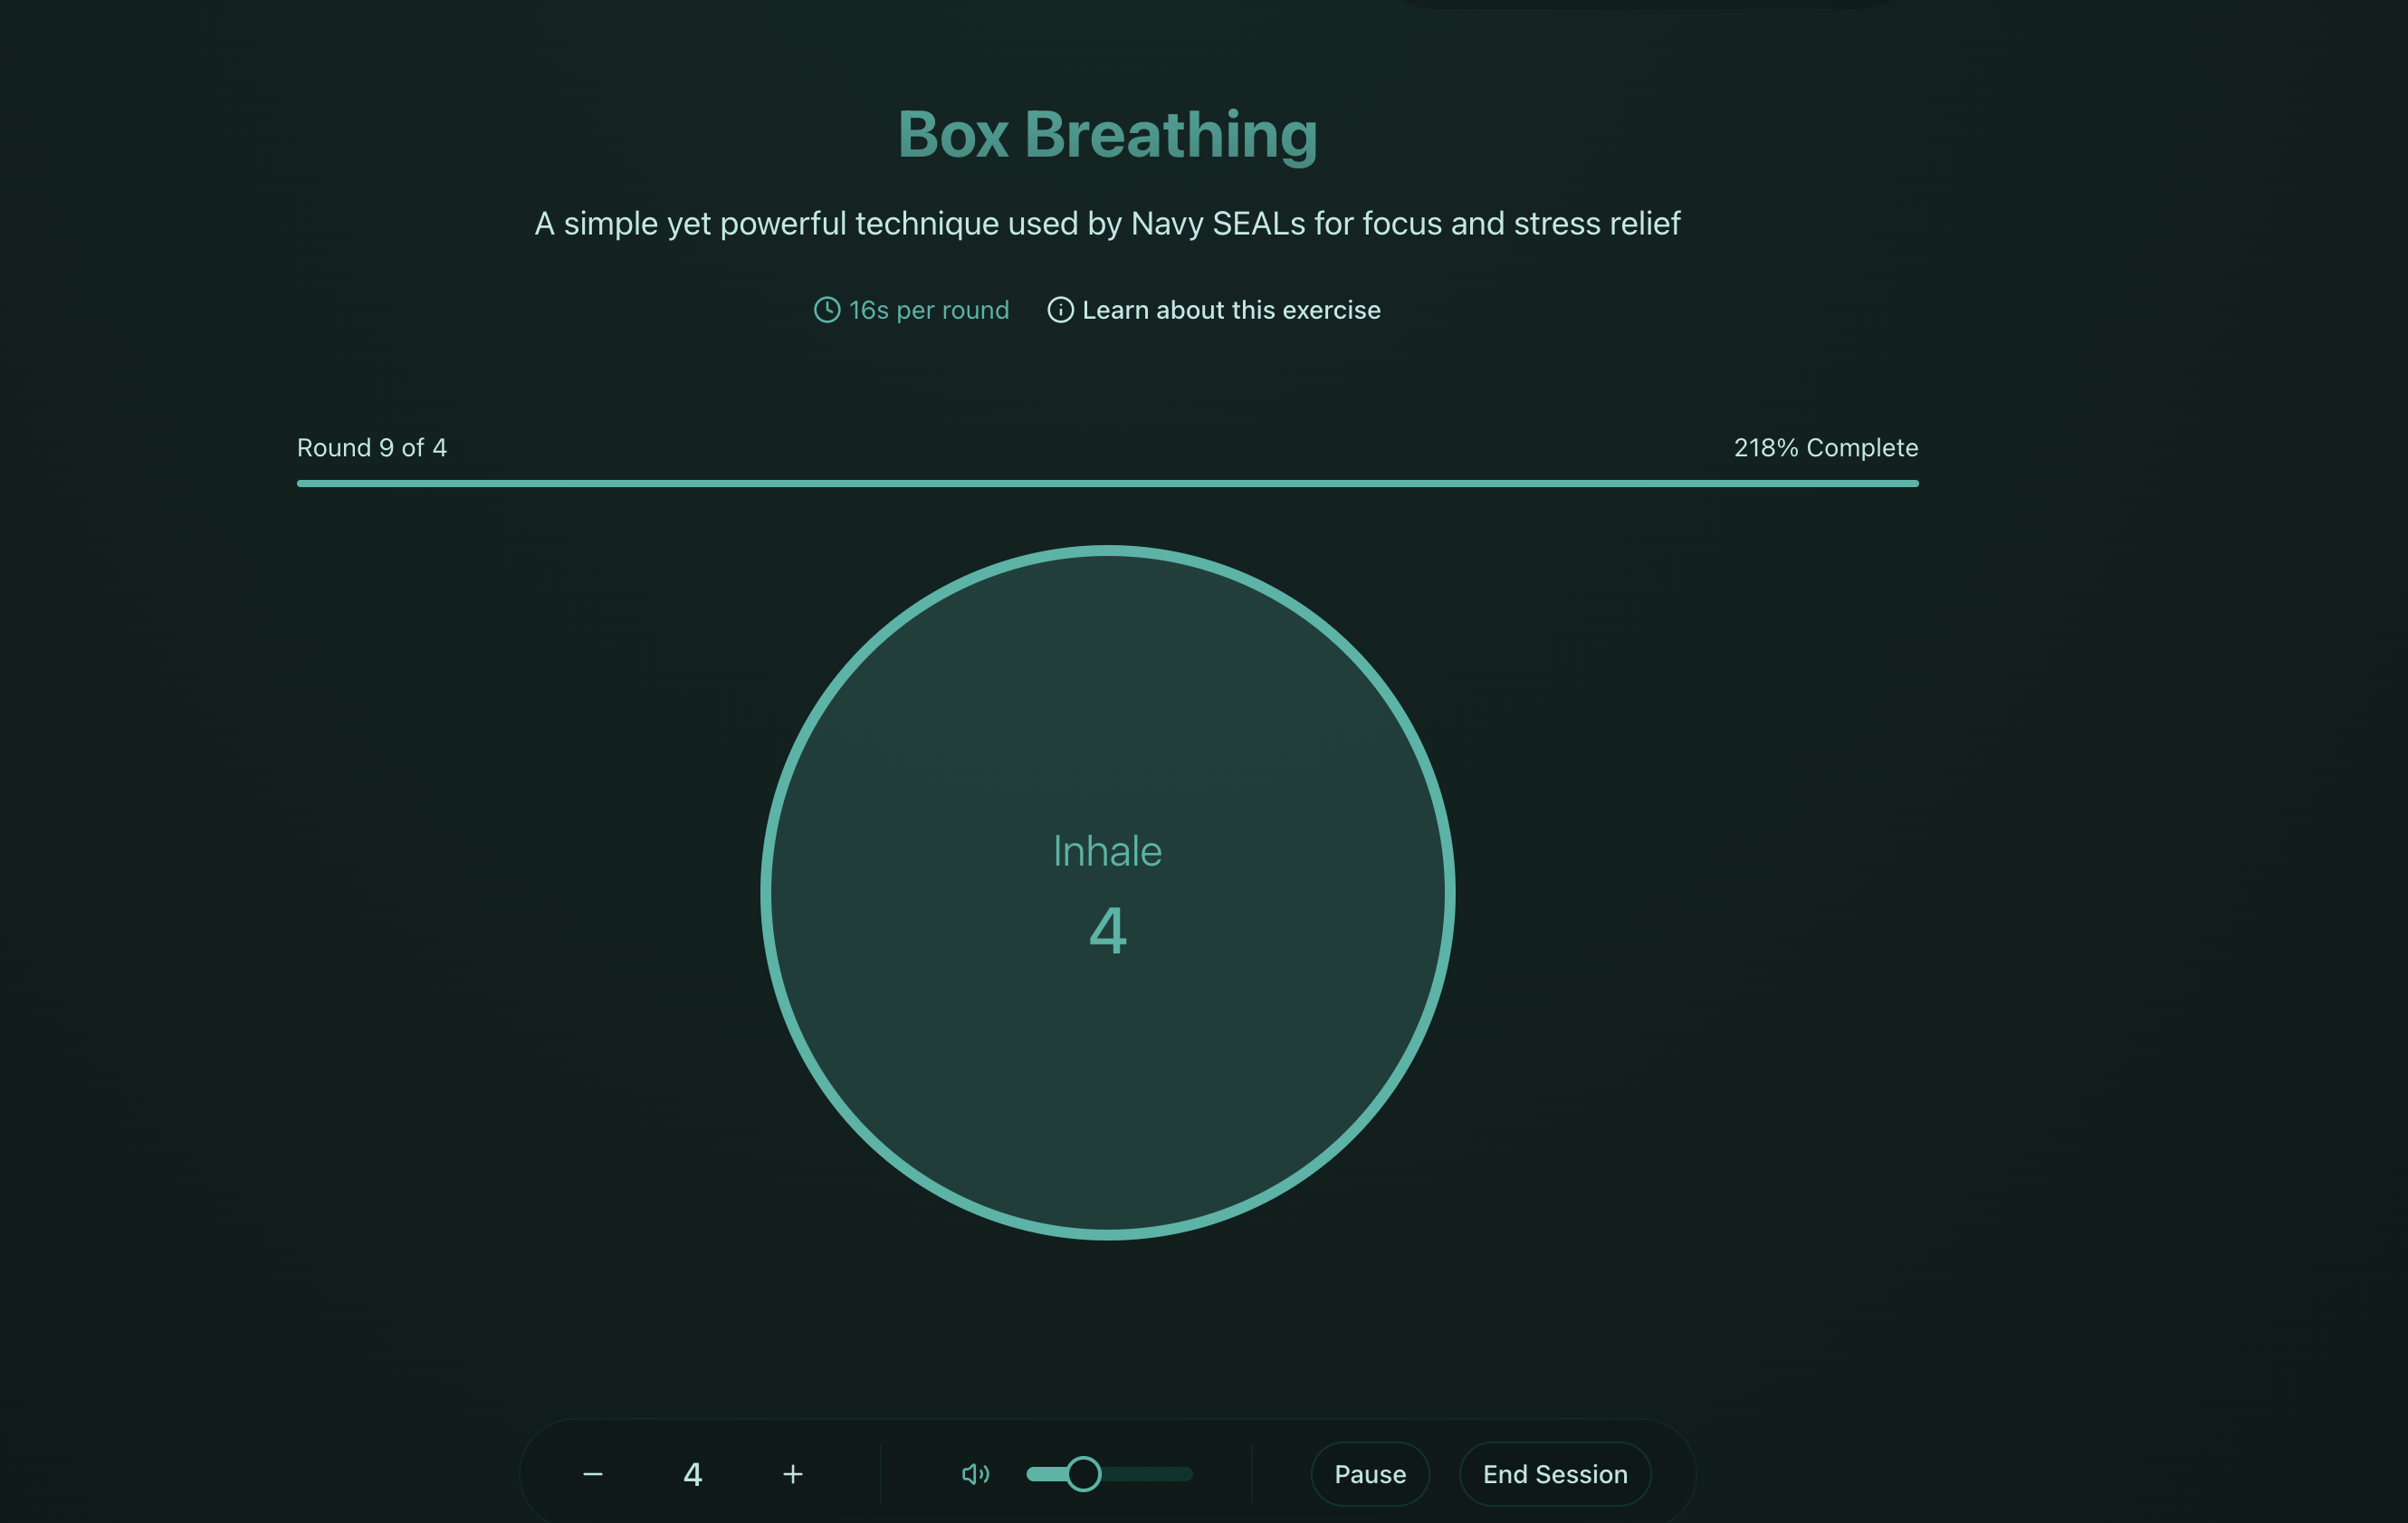 Box Breathing
A simple yet powerful technique used by Navy SEALs for focus and stress relief
16s per round Learn about this exercise
Round 9 of 4 218% Complete
Inhale
4
4 Pause End Session